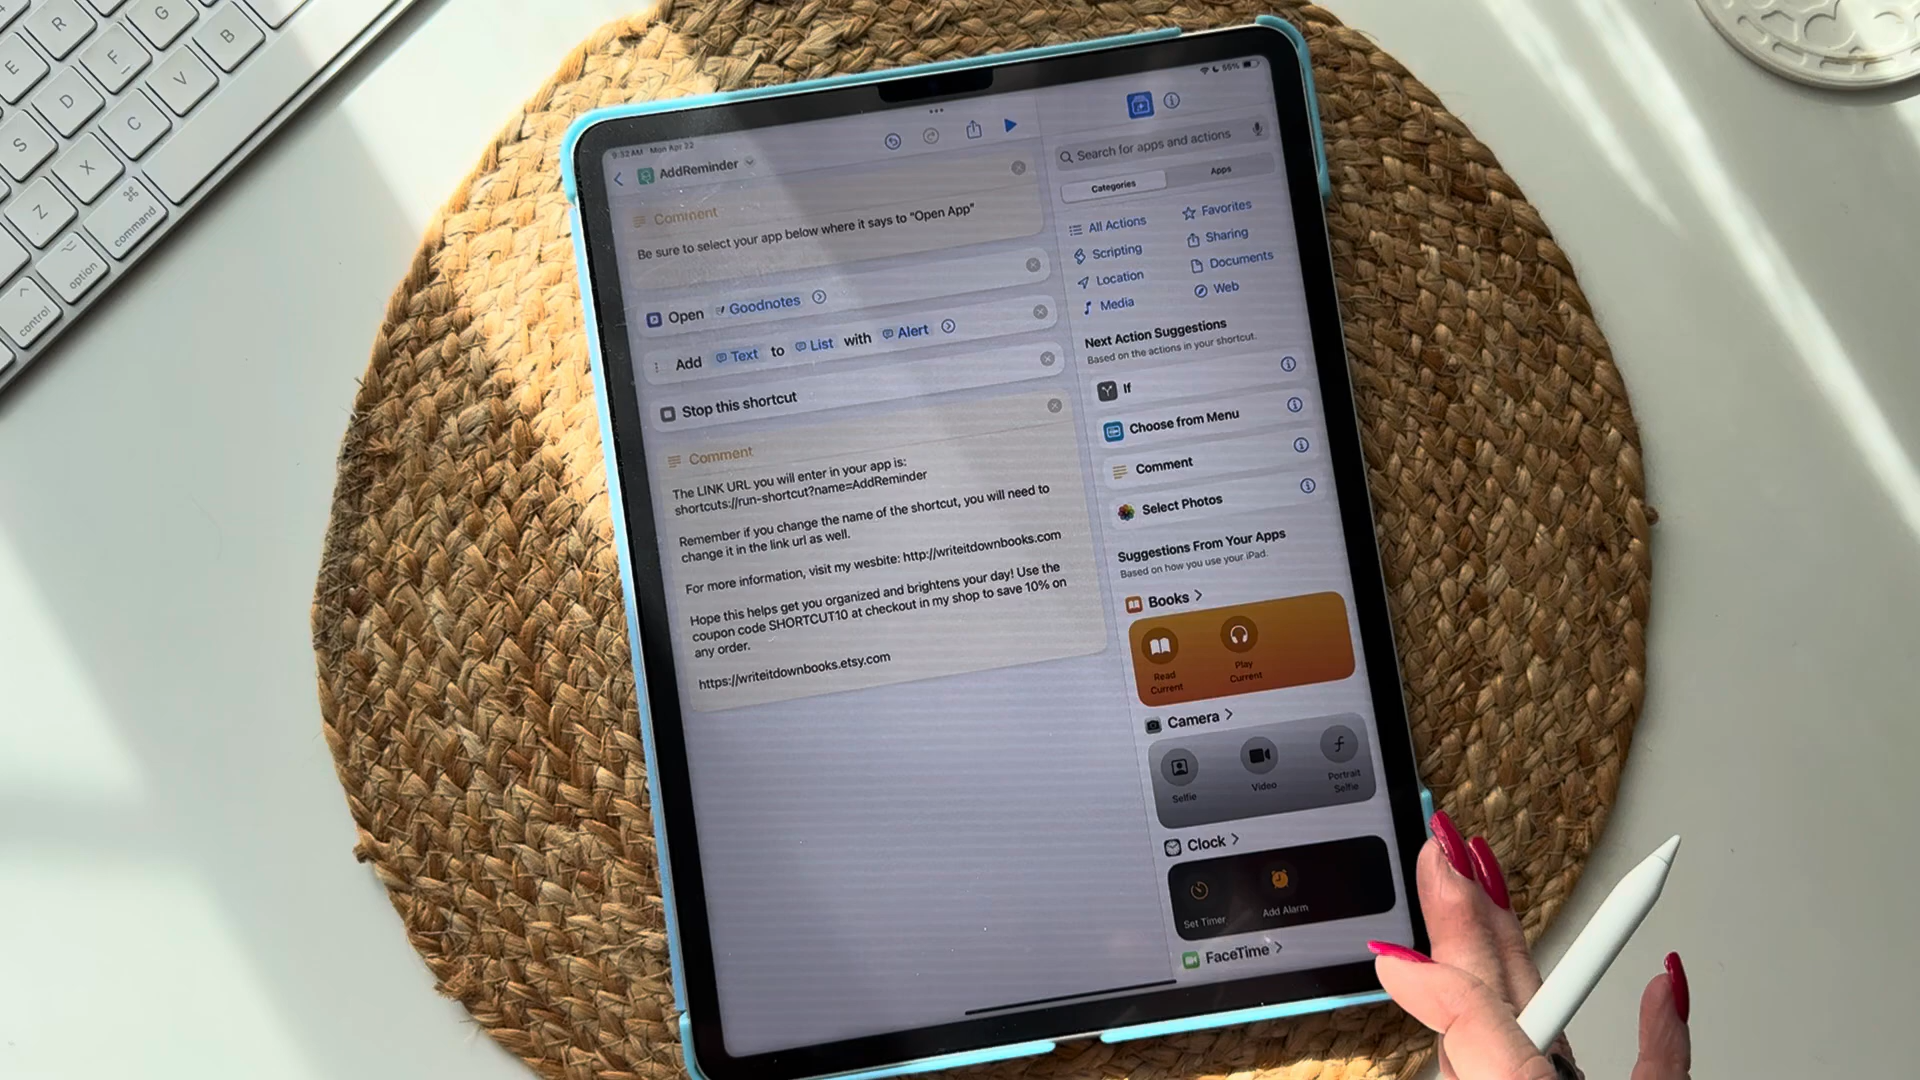 R
G
E
F
B
D
V
S
C
X
Z
⌘
command
⌥
option
^
control
9:32 AM Mon Apr 22
55%
AddReminder
Comment
Be sure to select your app below where it says to "Open App"
Open Goodnotes
Add Text to List with Alert
Stop this shortcut
Comment
The LINK URL you will enter in your app is:
shortcuts://run-shortcut?name=AddReminder
Remember if you change the name of the shortcut, you will need to
change it in the link url as well.
For more information, visit my wesbite: http://writeitdownbooks.com
Hope this helps get you organized and brightens your day! Use the
coupon code SHORTCUT10 at checkout in my shop to save 10% on
any order.
https://writeitdownbooks.etsy.com
Search for apps and actions
Categories
Apps
All Actions
Favorites
Scripting
Sharing
Location
Documents
Media
Web
Next Action Suggestions
Based on the actions in your shortcut.
If
Choose from Menu
Comment
Select Photos
Suggestions From Your Apps
Based on how you use your iPad.
Books >
Read
Current
Play
Current
Camera >
Selfie
Video
Portrait
Selfie
Clock >
Set Timer
Add Alarm
FaceTime >